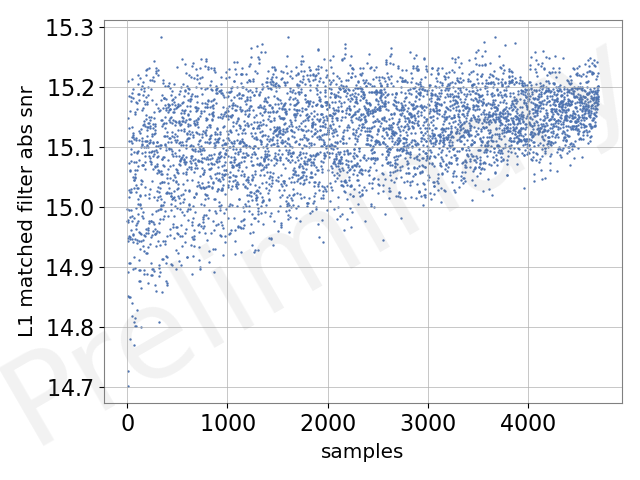 15.3
15.2
15.1
15.0
14.9
14.8
14.7
L1 matched filter abs snr
0 1000 2000 3000 4000
samples
Preliminary